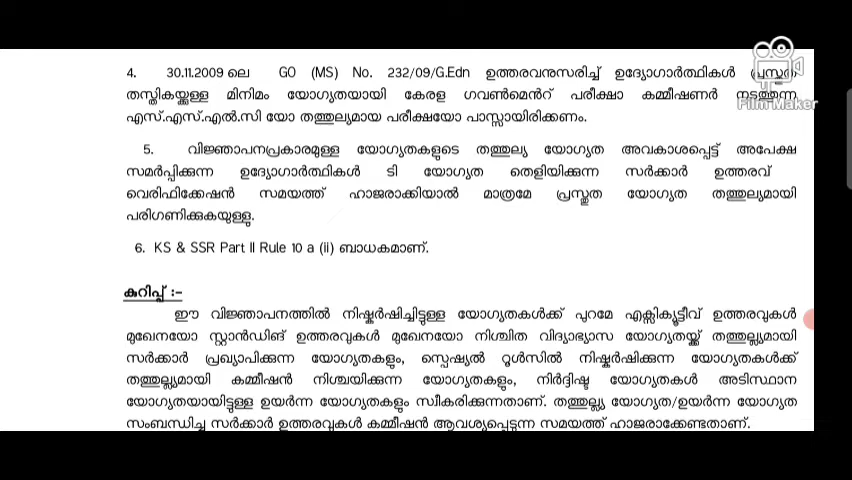 4. 30.11.2009 ലെ GO (MS) No. 232/09/G.Edn ഉത്തരവനുസരിച്ച് ഉദ്യോഗാർത്ഥികൾ പ്രസ്തുത
തസ്തികയ്ക്കുള്ള മിനിമം യോഗ്യതയായി കേരള ഗവൺമെൻറ് പരീക്ഷാ കമ്മീഷണർ നടത്തുന്ന
എസ്.എസ്.എൽ.സി യോ തത്തുല്യമായ പരീക്ഷയോ പാസ്സായിരിക്കണം.
5. വിജ്ഞാപനപ്രകാരമുള്ള യോഗ്യതകളുടെ തത്തുല്യ യോഗ്യത അവകാശപ്പെട്ട് അപേക്ഷ
സമർപ്പിക്കുന്ന ഉദ്യോഗാർത്ഥികൾ ടി യോഗ്യത തെളിയിക്കുന്ന സർക്കാർ ഉത്തരവ്
വെരിഫിക്കേഷൻ സമയത്ത് ഹാജരാക്കിയാൽ മാത്രമേ പ്രസ്തുത യോഗ്യത തത്തുല്യമായി
പരിഗണിക്കുകയുള്ളു.
6. KS & SSR Part II Rule 10 a (ii) ബാധകമാണ്.
കുറിപ്പ് :-
ഈ വിജ്ഞാപനത്തിൽ നിഷ്കർഷിച്ചിട്ടുള്ള യോഗ്യതകൾക്ക് പുറമേ എക്സിക്യൂട്ടീവ് ഉത്തരവുകൾ
മുഖേനയോ സ്റ്റാൻഡിങ് ഉത്തരവുകൾ മുഖേനയോ നിശ്ചിത വിദ്യാഭ്യാസ യോഗ്യതയ്ക്ക് തത്തുല്ല്യമായി
സർക്കാർ പ്രഖ്യാപിക്കുന്ന യോഗ്യതകളും, സ്പെഷ്യൽ റൂൾസിൽ നിഷ്കർഷിക്കുന്ന യോഗ്യതകൾക്ക്
തത്തുല്ല്യമായി കമ്മീഷൻ നിശ്ചയിക്കുന്ന യോഗ്യതകളും, നിർദ്ദിഷ്ട യോഗ്യതകൾ അടിസ്ഥാന
യോഗ്യതയായിട്ടുള്ള ഉയർന്ന യോഗ്യതകളും സ്വീകരിക്കുന്നതാണ്. തത്തുല്ല്യ യോഗ്യത/ഉയർന്ന യോഗ്യത
സംബന്ധിച്ച സർക്കാർ ഉത്തരവുകൾ കമ്മീഷൻ ആവശ്യപ്പെടുന്ന സമയത്ത് ഹാജരാക്കേണ്ടതാണ്.
Film Maker